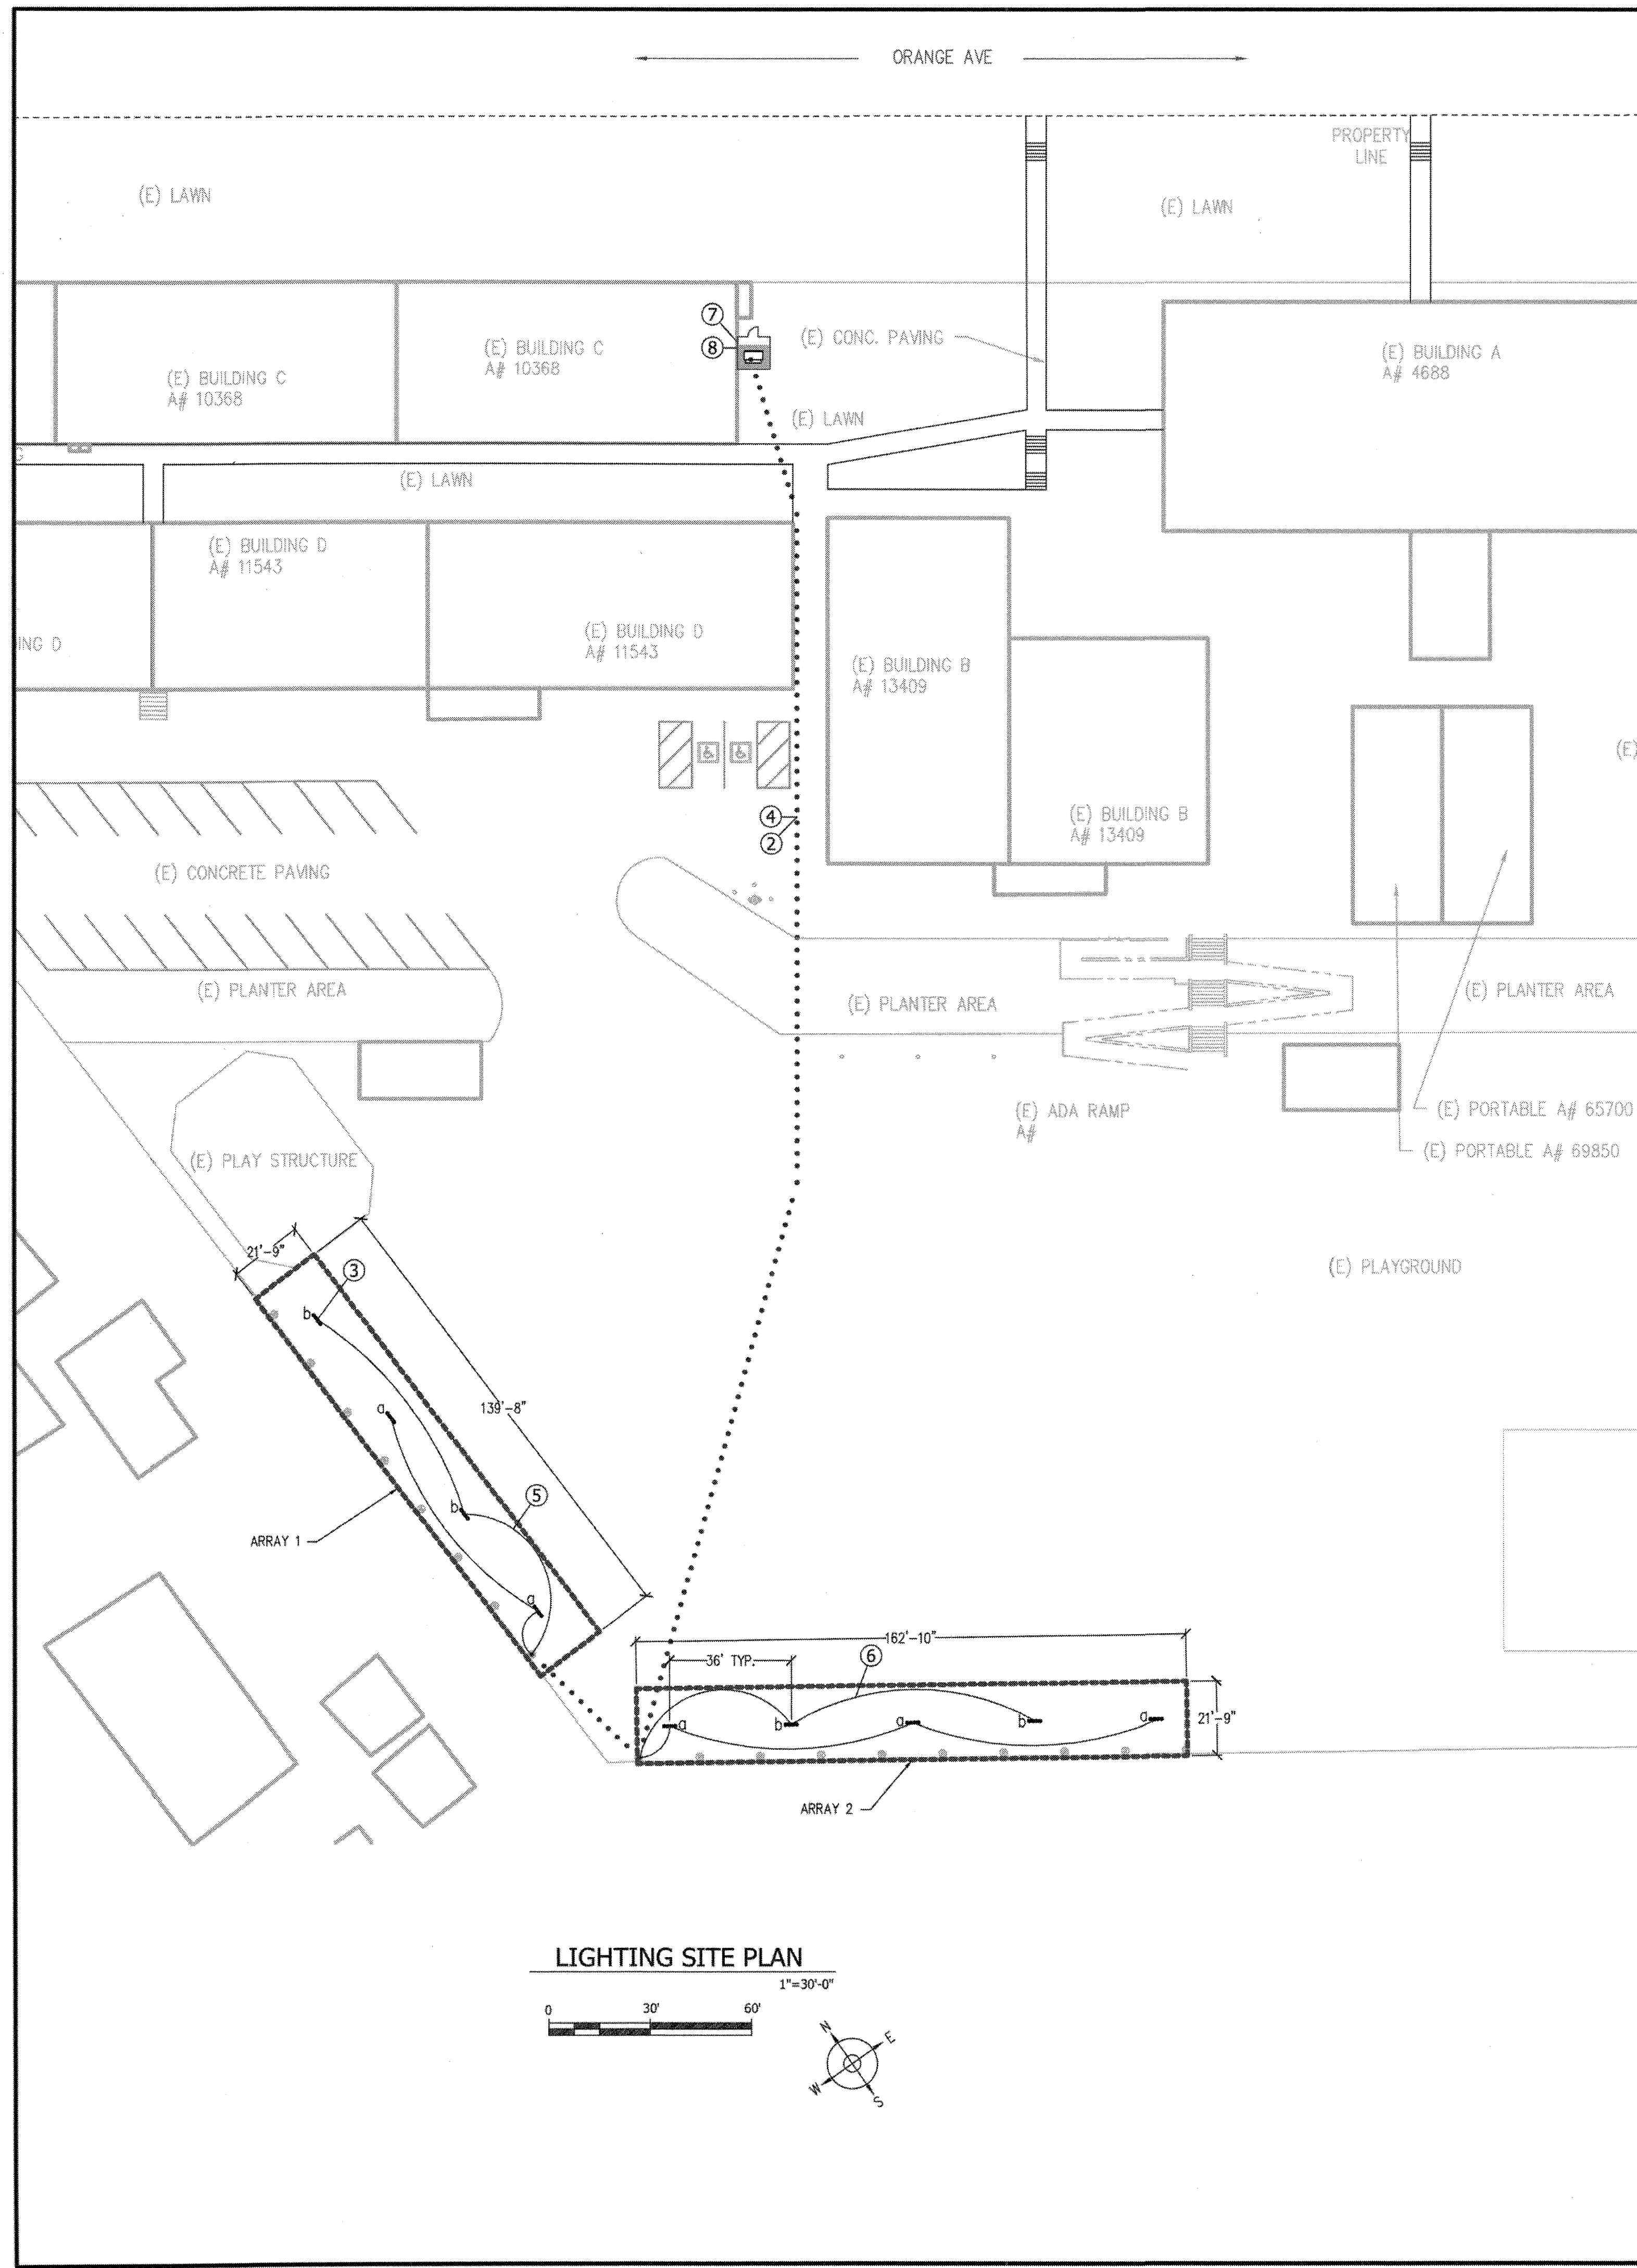 ORANGE AVE
PROPERTY
LINE
(E) LAWN
(E) LAWN
7
8
(E) CONC. PAVING
(E) BUILDING C
A# 10368
(E) BUILDING C
A# 10368
(E) BUILDING A
A# 4688
(E) LAWN
G
(E) LAWN
(E) BUILDING D
A# 11543
(E) BUILDING D
A# 11543
ING D
(E) BUILDING B
A# 13409
(E)
4
2
(E) BUILDING B
A# 13409
(E) CONCRETE PAVING
(E) PLANTER AREA
(E) PLANTER AREA
(E) PLANTER AREA
(E) ADA RAMP
A#
(E) PORTABLE A# 65700
(E) PORTABLE A# 69850
(E) PLAY STRUCTURE
21'-9"
3
(E) PLAYGROUND
b
a
139'-8"
b
5
ARRAY 1
a
162'-10"
36' TYP.
6
a
b
a
b
a
21'-9"
ARRAY 2
LIGHTING SITE PLAN
1"=30'-0"
0 30' 60'
N
E
W
S